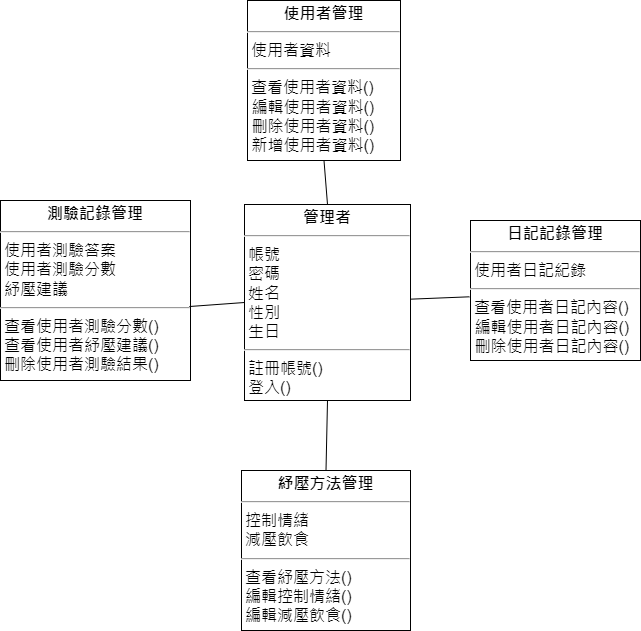 使用者管理
使用者資料
查看使用者資料()
編輯使用者資料()
刪除使用者資料()
新增使用者資料()
測驗記錄管理
使用者測驗答案
使用者測驗分數
紓壓建議
查看使用者測驗分數()
查看使用者紓壓建議()
刪除使用者測驗結果()
管理者
帳號
密碼
姓名
性別
生日
註冊帳號()
登入()
日記記錄管理
使用者日記紀錄
查看使用者日記內容()
編輯使用者日記內容()
刪除使用者日記內容()
紓壓方法管理
控制情緒
減壓飲食
查看紓壓方法()
編輯控制情緒()
編輯減壓飲食()